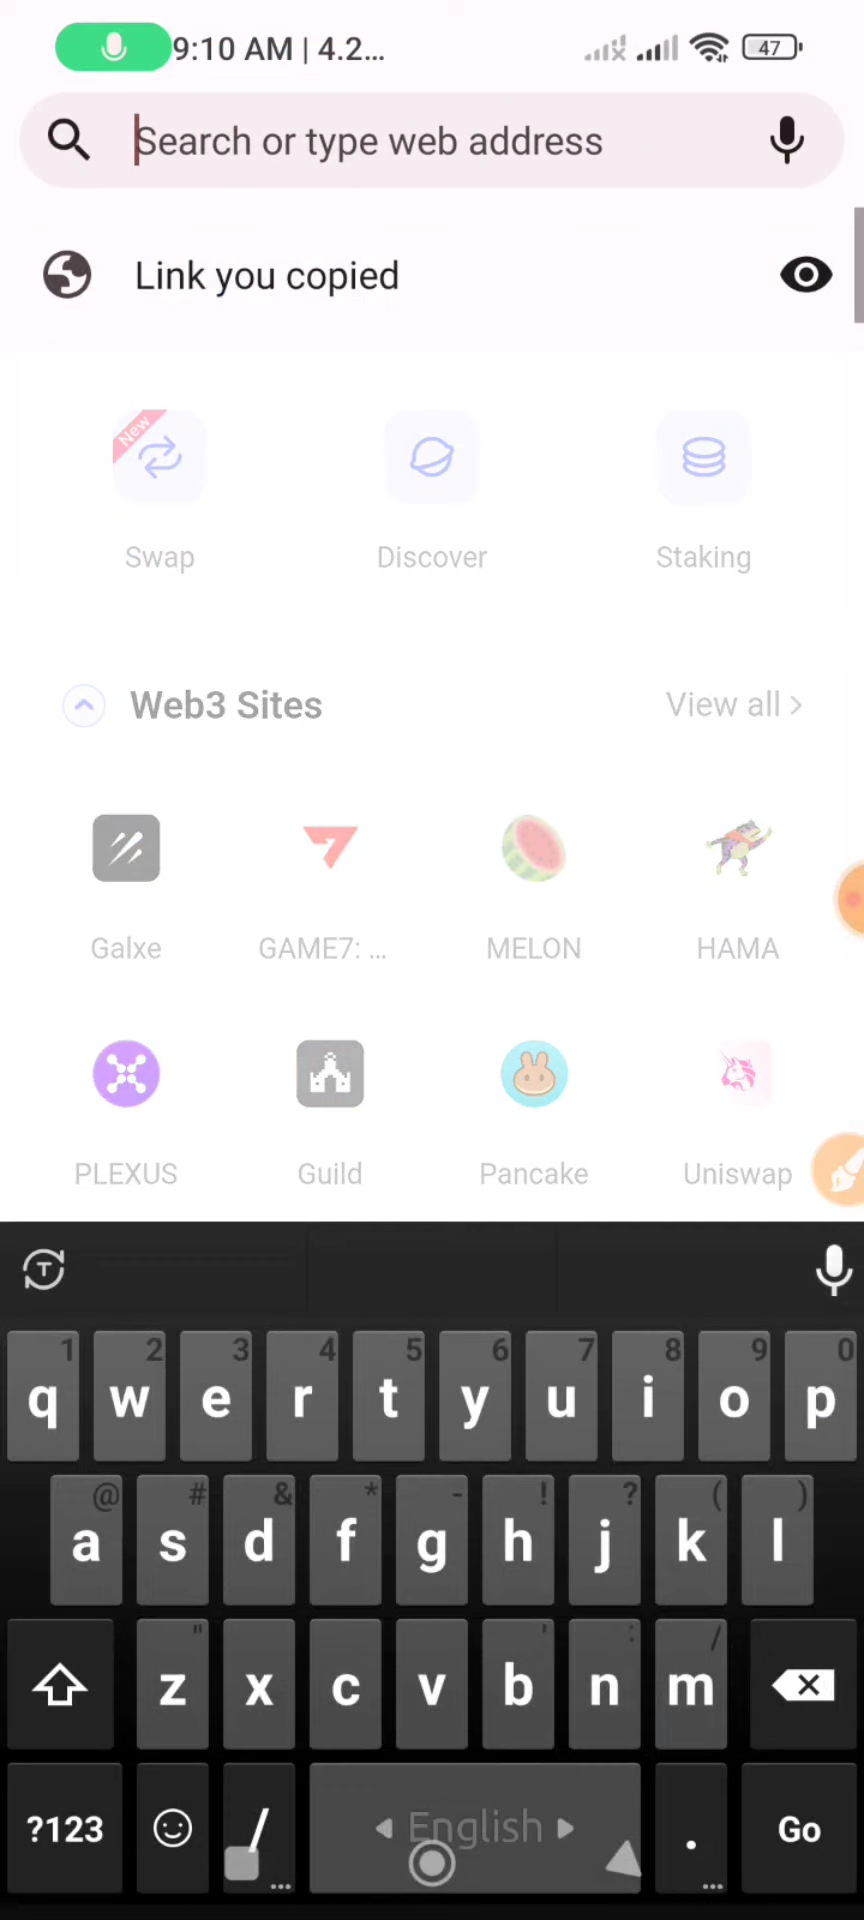 9:10 AM | 4.2...
47
Search or type web address
Link you copied
New
Swap
Discover
Staking
Web3 Sites
View all >
Galxe
GAME7: ...
MELON
HAMA
PLEXUS
Guild
Pancake
Uniswap
T
1 2 3 4 5 6 7 8 9 0
q w e r t y u i o p
@ # & * - ! ? ( )
a s d f g h j k l
" ' : /
z x c v b n m
?123 / English . Go